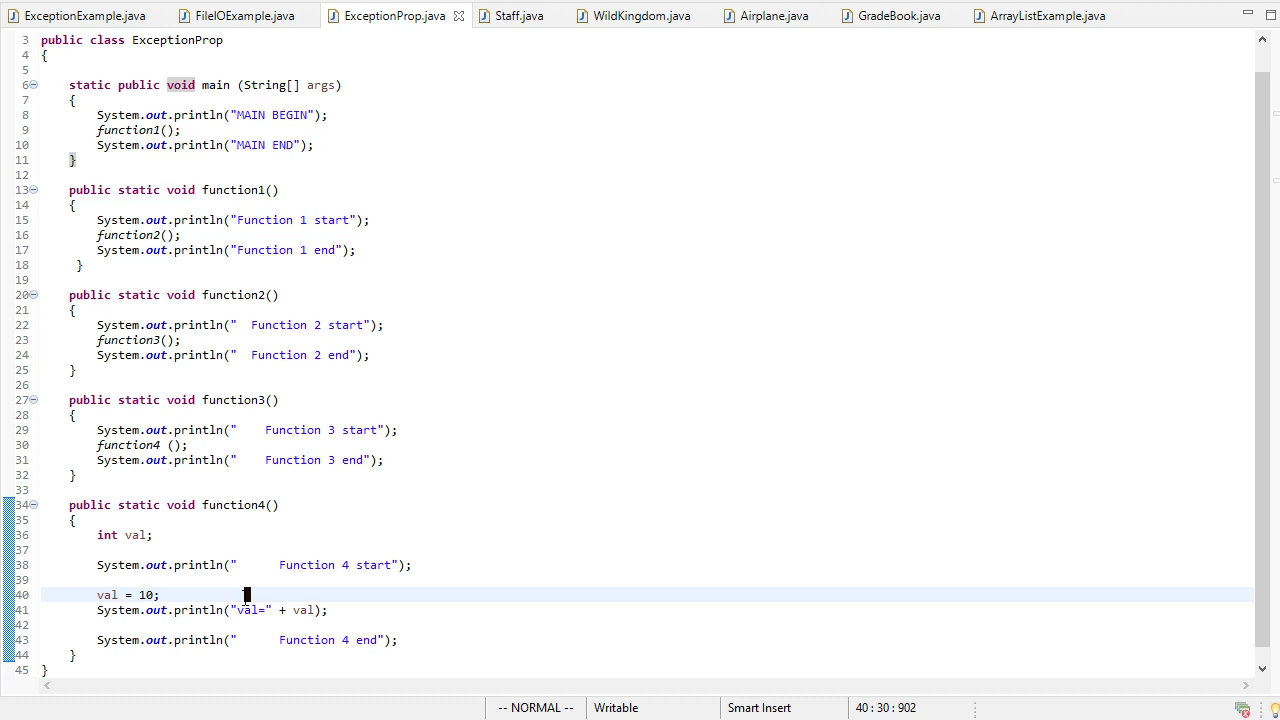 ExceptionExample.java FileIOExample.java ExceptionProp.java Staff.java WildKingdom.java Airplane.java GradeBook.java ArrayListExample.java
3 public class ExceptionProp
4 {
5
6 static public void main (String[] args)
7 {
8 System.out.println("MAIN BEGIN");
9 function1();
10 System.out.println("MAIN END");
11 }
12
13 public static void function1()
14 {
15 System.out.println("Function 1 start");
16 function2();
17 System.out.println("Function 1 end");
18 }
19
20 public static void function2()
21 {
22 System.out.println("  Function 2 start");
23 function3();
24 System.out.println("  Function 2 end");
25 }
26
27 public static void function3()
28 {
29 System.out.println("    Function 3 start");
30 function4 ();
31 System.out.println("    Function 3 end");
32 }
33
34 public static void function4()
35 {
36 int val;
37
38 System.out.println("      Function 4 start");
39
40 val = 10;
41 System.out.println("val=" + val);
42
43 System.out.println("      Function 4 end");
44 }
45 }
-- NORMAL -- Writable Smart Insert 40 : 30 : 902